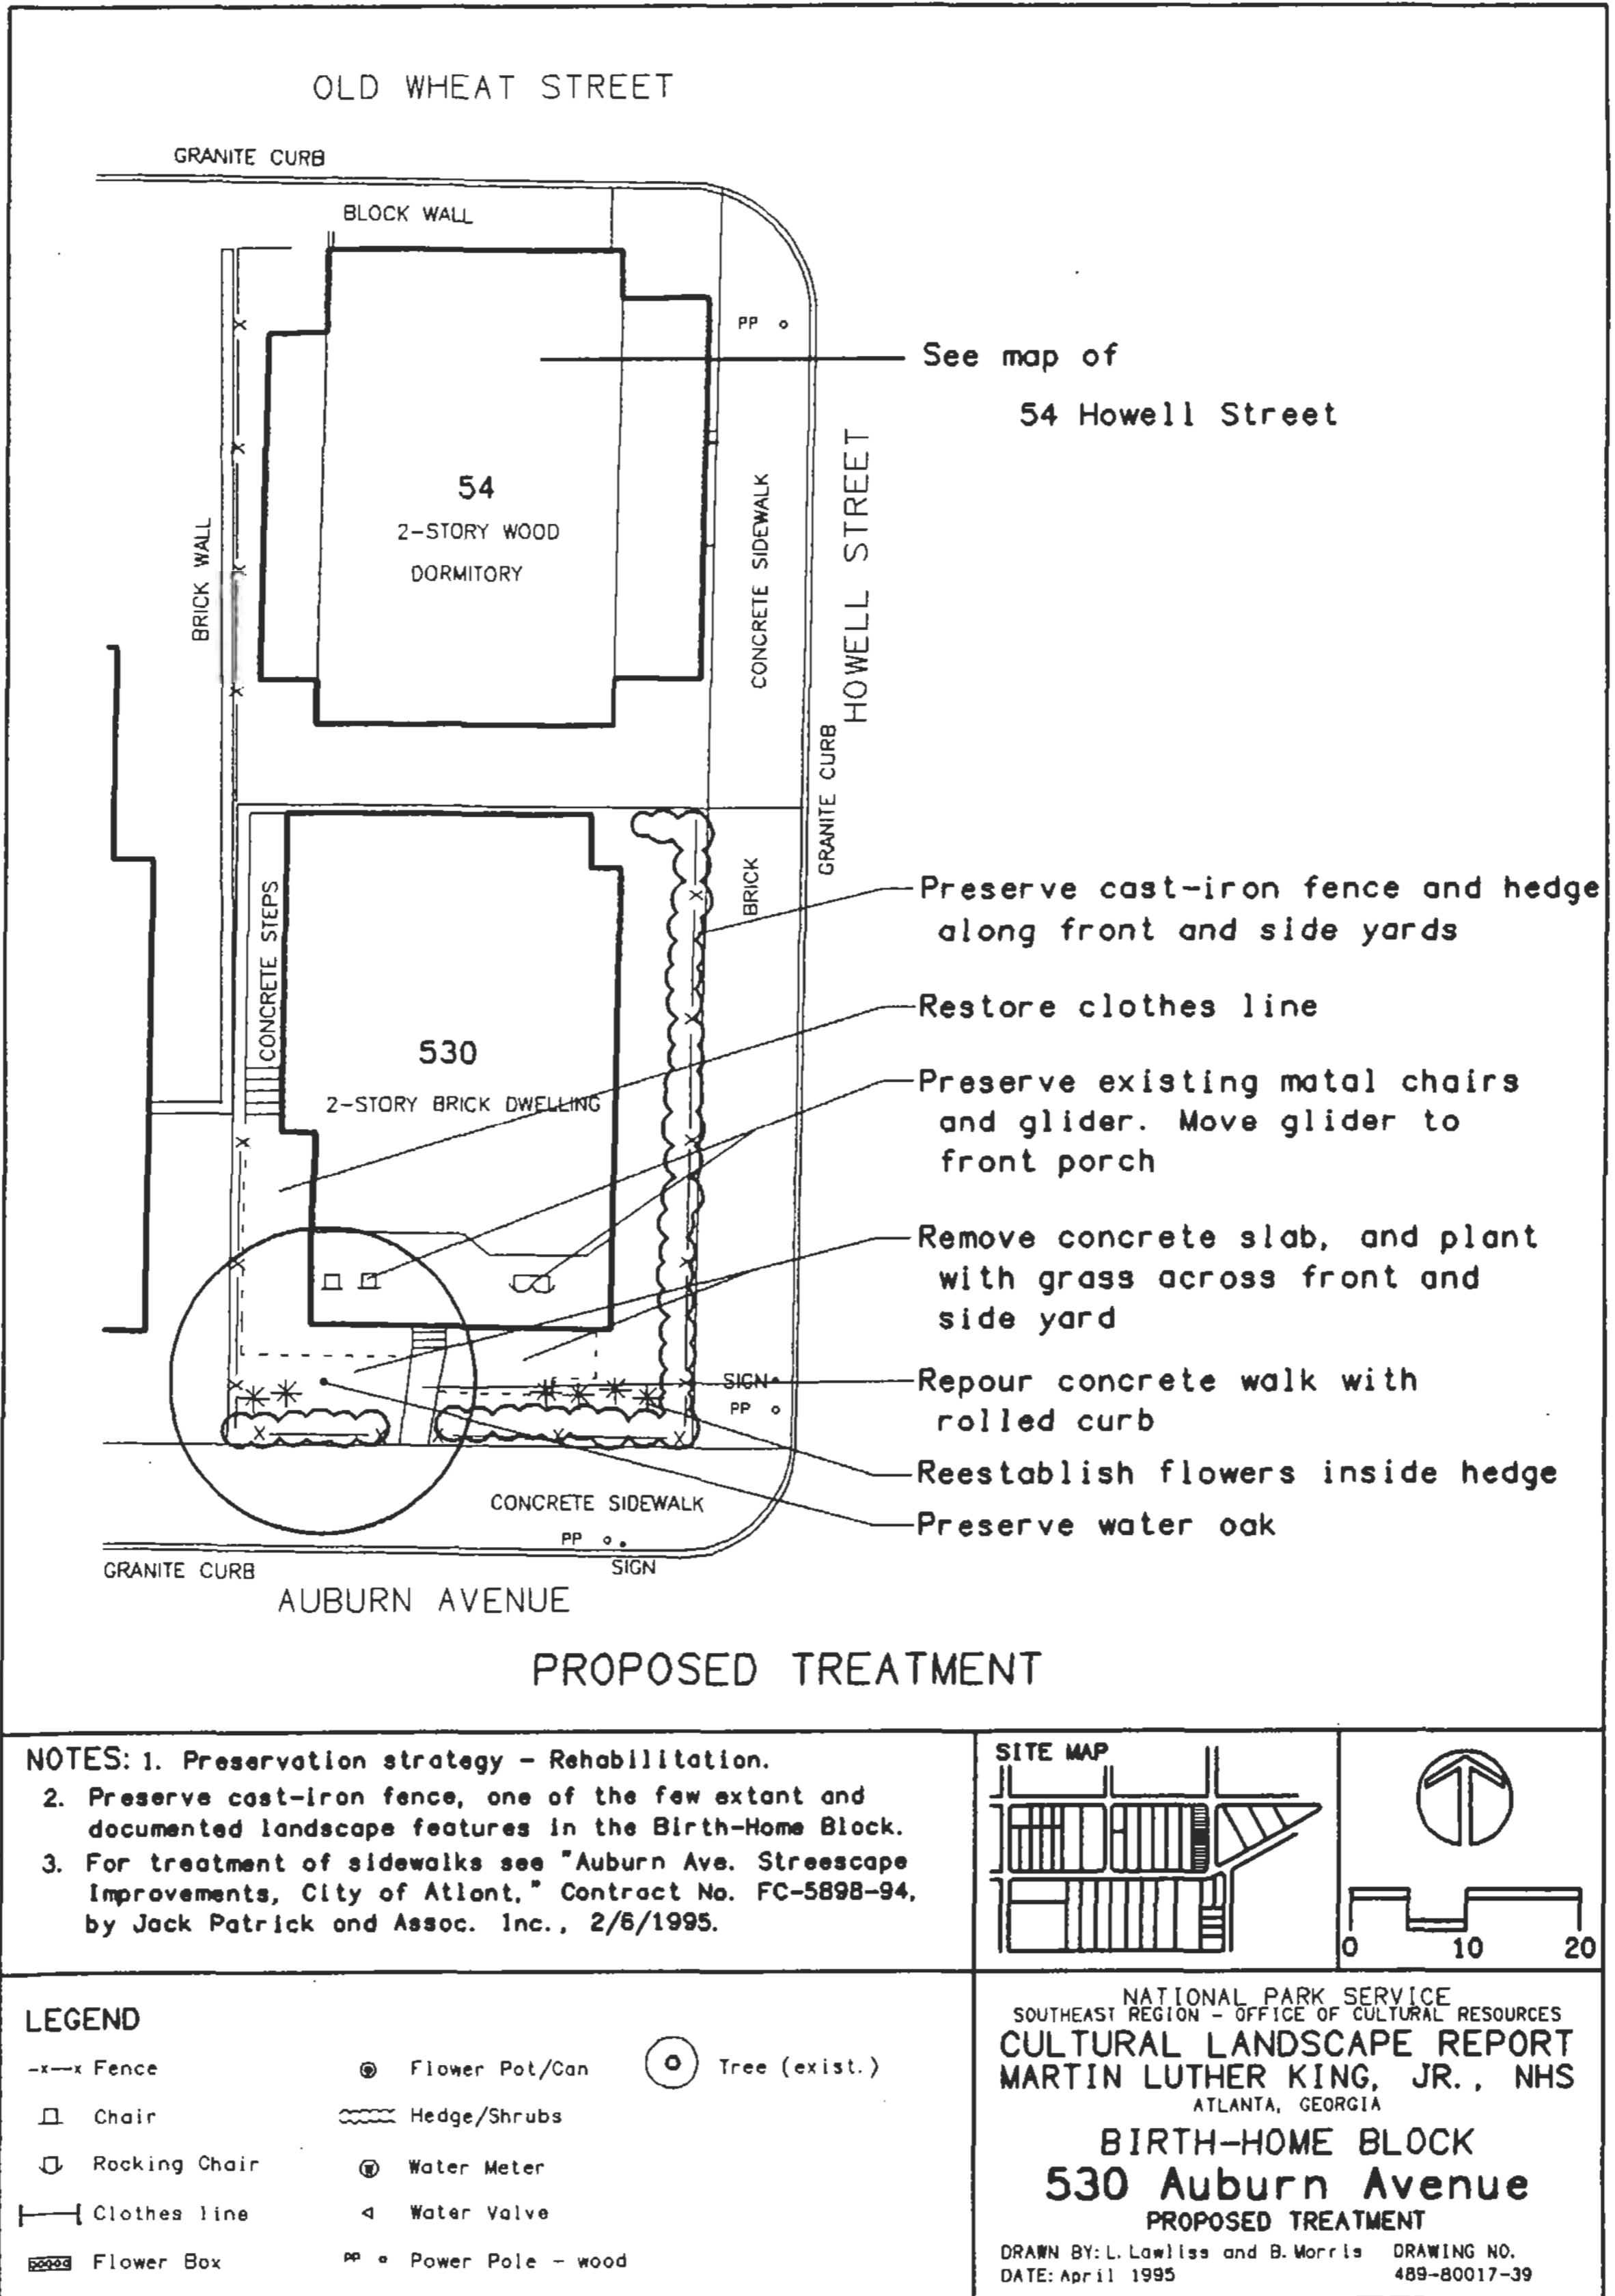 OLD WHEAT STREET
GRANITE CURB
BLOCK WALL
PP
See map of
54 Howell Street
54
2-STORY WOOD
DORMITORY
BRICK WALL
CONCRETE SIDEWALK
HOWELL STREET
GRANITE CURB
BRICK
CONCRETE STEPS
Preserve cast-iron fence and hedge
along front and side yards
Restore clothes line
530
2-STORY BRICK DWELLING
Preserve existing matal chairs
and glider. Move glider to
front porch
Remove concrete slab, and plant
with grass across front and
side yard
SIGN
PP
Repour concrete walk with
rolled curb
Reestablish flowers inside hedge
Preserve water oak
CONCRETE SIDEWALK
PP
SIGN
GRANITE CURB
AUBURN AVENUE
PROPOSED TREATMENT
NOTES: 1. Preservation strategy - Rehabilitation.
2. Preserve cast-iron fence, one of the few extant and
documented landscape features in the Birth-Home Block.
3. For treatment of sidewalks see "Auburn Ave. Streescape
Improvements, City of Atlant," Contract No. FC-5898-94,
by Jack Patrick and Assoc. Inc., 2/6/1995.
SITE MAP
0 10 20
LEGEND
-x—x Fence
Chair
Rocking Chair
Clothes line
Flower Box
Flower Pot/Can
Hedge/Shrubs
Water Meter
Water Valve
PP Power Pole - wood
Tree (exist.)
NATIONAL PARK SERVICE
SOUTHEAST REGION - OFFICE OF CULTURAL RESOURCES
CULTURAL LANDSCAPE REPORT
MARTIN LUTHER KING, JR., NHS
ATLANTA, GEORGIA
BIRTH-HOME BLOCK
530 Auburn Avenue
PROPOSED TREATMENT
DRAWN BY: L. Lawliss and B. Morris DRAWING NO.
DATE: April 1995 489-80017-39